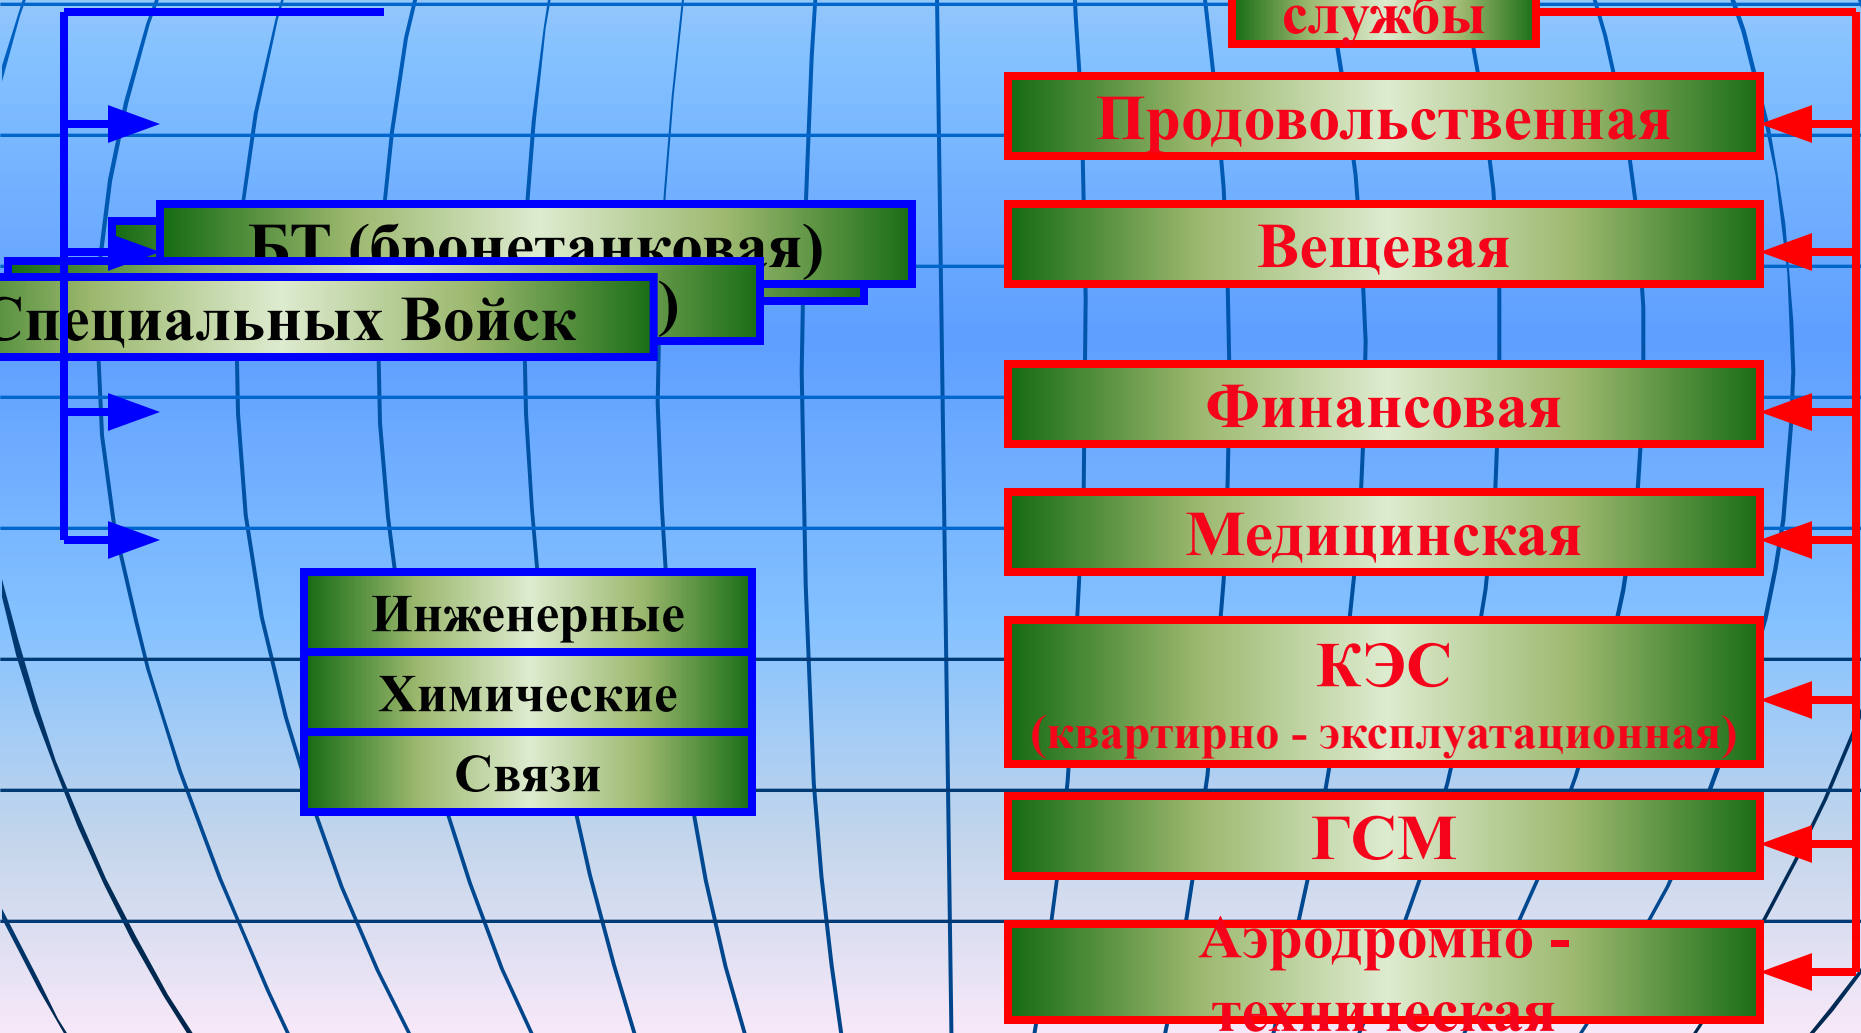 службы
Продовольственная
БТ (бронетанковая)
Вещевая
)
Специальных Войск
Финансовая
Медицинская
Инженерные
Химические
Связи
КЭС
(квартирно - эксплуатационная)
ГСМ
Аэродромно -
техническая